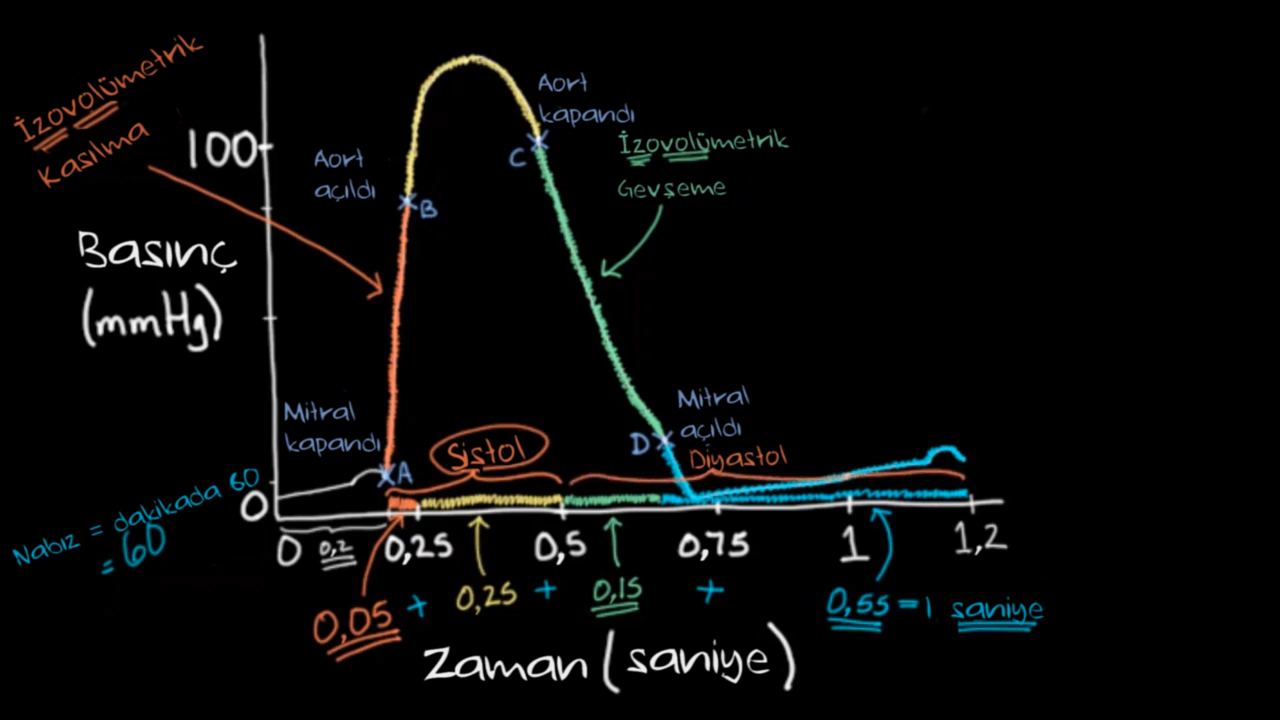 İzovolümetrik
Kasılma
100
Basınç
(mmHg)
0
Aort
açıldı
B
Aort
kapandı
C
İzovolümetrik
Gevşeme
Mitral
kapandı
A
Sistol
Mitral
açıldı
D
Diyastol
Nabız = dakikada 60
= 60
0 0,2 0,25 0,5 0,75 1 1,2
0,05 + 0,25 + 0,15 + 0,55 = 1 saniye
Zaman (saniye)